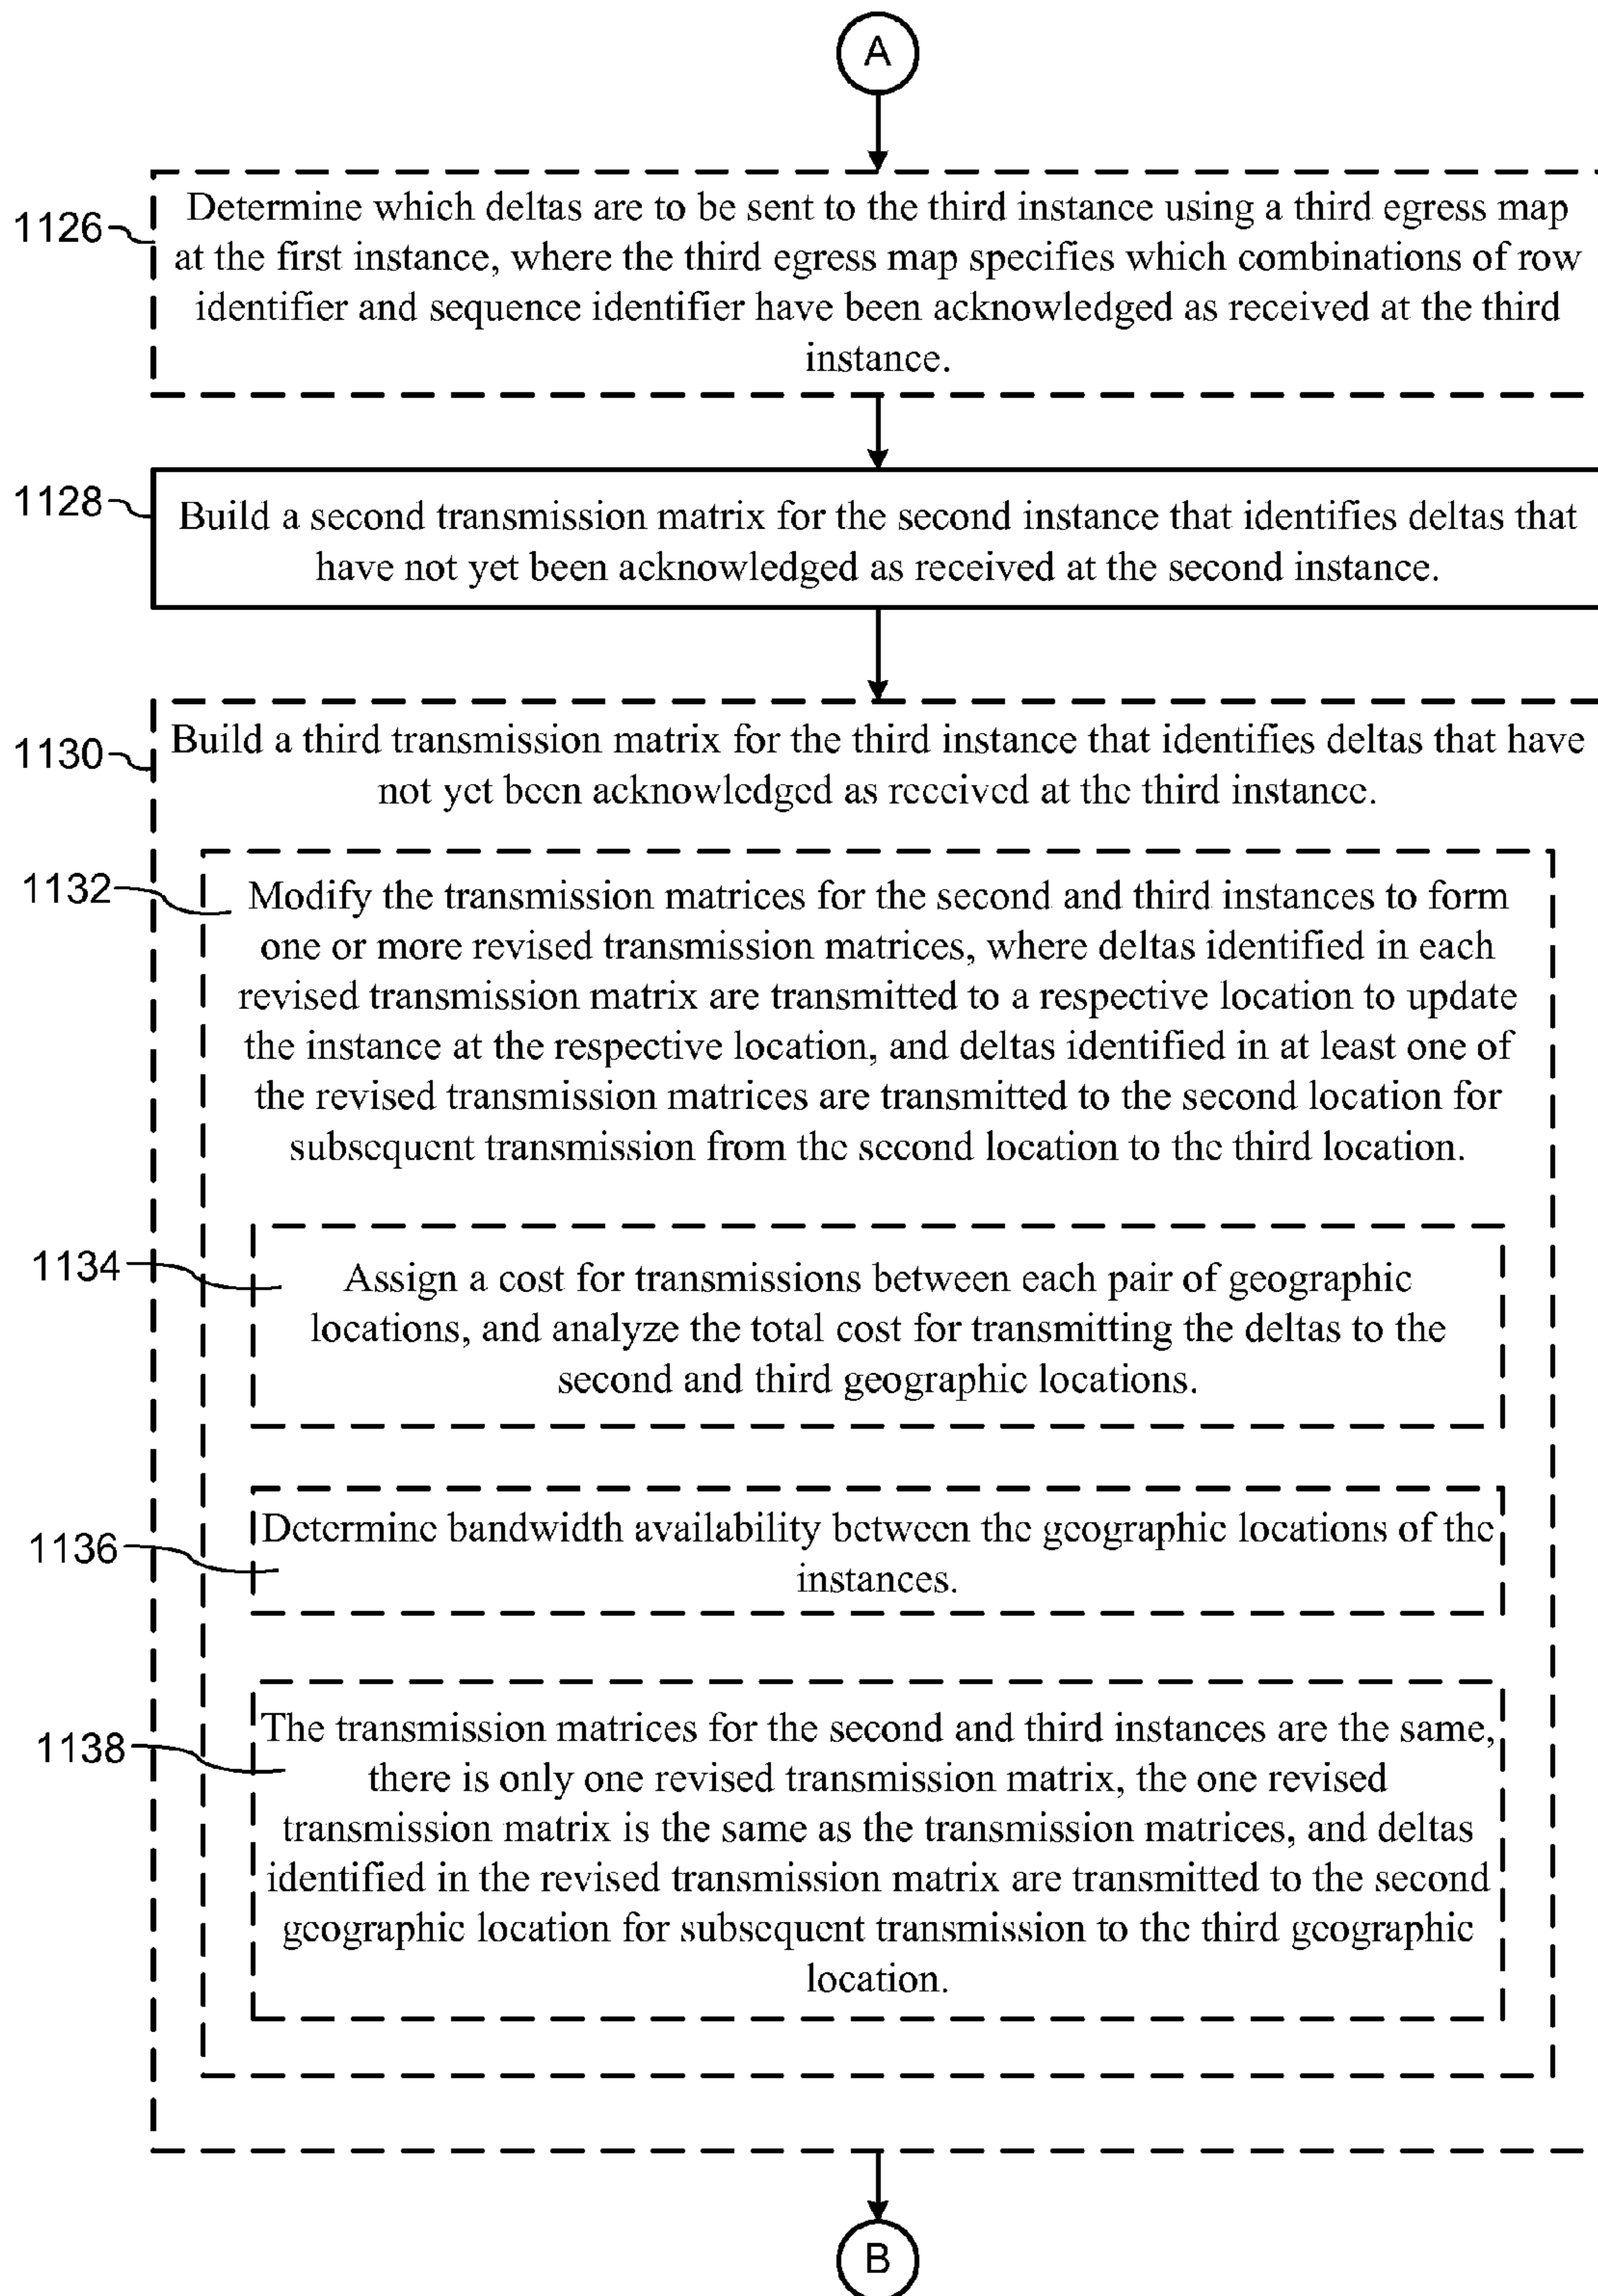 A
1126
Determine which deltas are to be sent to the third instance using a third egress map
at the first instance, where the third egress map specifies which combinations of row
identifier and sequence identifier have been acknowledged as received at the third
instance.
1128
Build a second transmission matrix for the second instance that identifies deltas that
have not yet been acknowledged as received at the second instance.
1130
Build a third transmission matrix for the third instance that identifies deltas that have
not yet been acknowledged as received at the third instance.
1132
Modify the transmission matrices for the second and third instances to form
one or more revised transmission matrices, where deltas identified in each
revised transmission matrix are transmitted to a respective location to update
the instance at the respective location, and deltas identified in at least one of
the revised transmission matrices are transmitted to the second location for
subsequent transmission from the second location to the third location.
1134
Assign a cost for transmissions between each pair of geographic
locations, and analyze the total cost for transmitting the deltas to the
second and third geographic locations.
1136
Determine bandwidth availability between the geographic locations of the
instances.
1138
The transmission matrices for the second and third instances are the same,
there is only one revised transmission matrix, the one revised
transmission matrix is the same as the transmission matrices, and deltas
identified in the revised transmission matrix are transmitted to the second
geographic location for subsequent transmission to the third geographic
location.
B